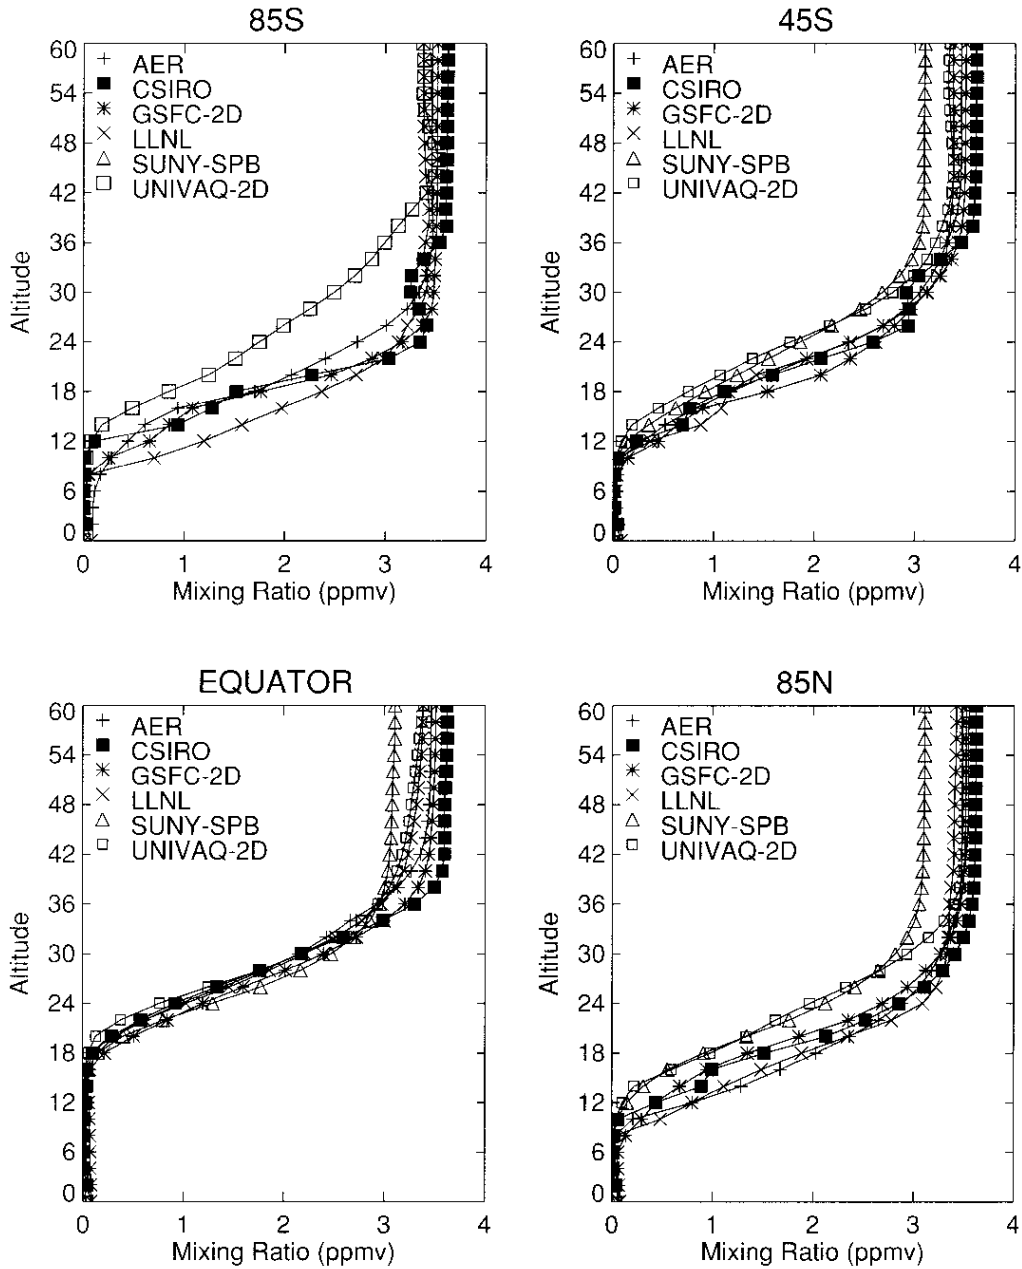 85S
60
54
48
42
36
30
24
18
12
6
0
Altitude
AER
CSIRO
GSFC-2D
LLNL
SUNY-SPB
UNIVAQ-2D
0 1 2 3 4
Mixing Ratio (ppmv)
45S
60
54
48
42
36
30
24
18
12
6
0
Altitude
AER
CSIRO
GSFC-2D
LLNL
SUNY-SPB
UNIVAQ-2D
0 1 2 3 4
Mixing Ratio (ppmv)
EQUATOR
60
54
48
42
36
30
24
18
12
6
0
Altitude
AER
CSIRO
GSFC-2D
LLNL
SUNY-SPB
UNIVAQ-2D
0 1 2 3 4
Mixing Ratio (ppmv)
85N
60
54
48
42
36
30
24
18
12
6
0
Altitude
AER
CSIRO
GSFC-2D
LLNL
SUNY-SPB
UNIVAQ-2D
0 1 2 3 4
Mixing Ratio (ppmv)